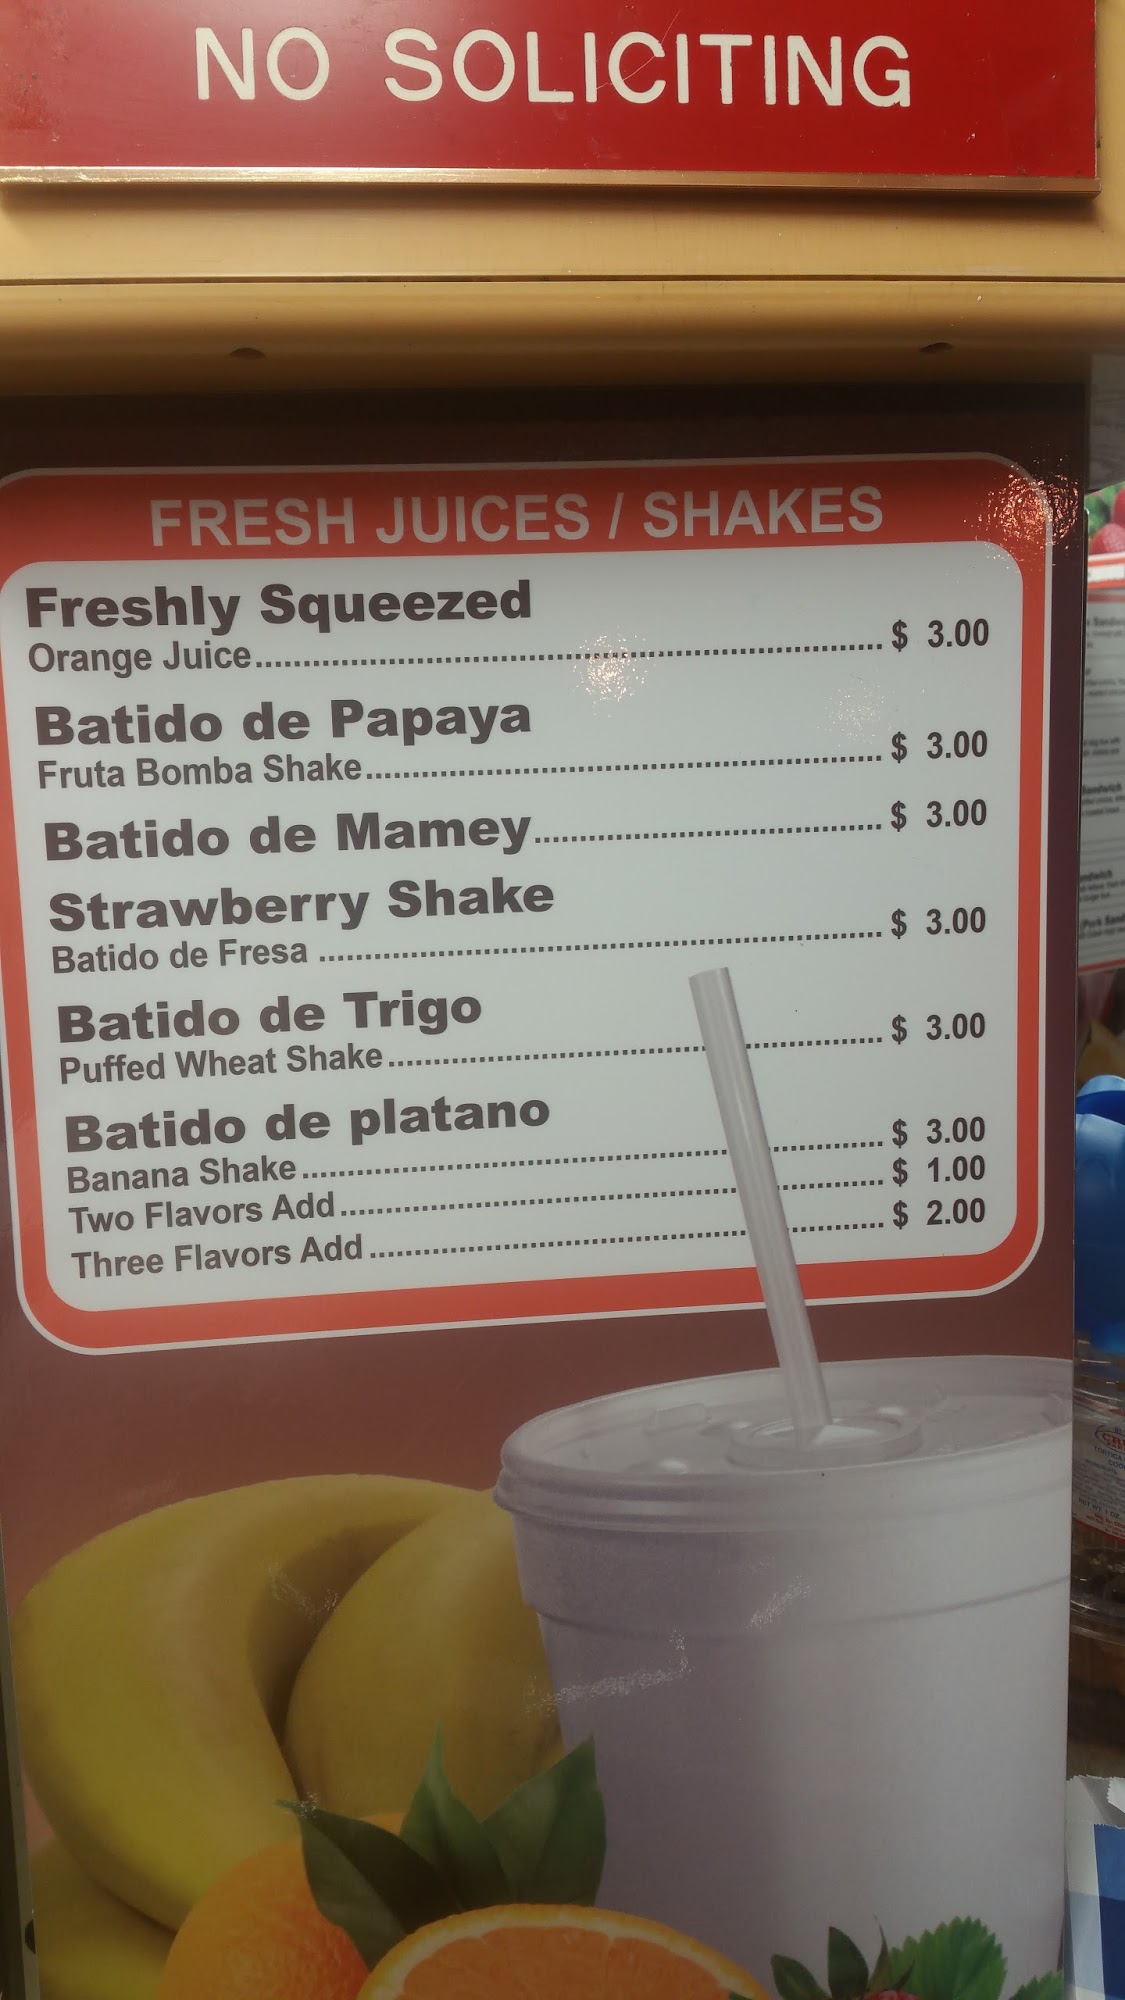 NO SOLICITING
FRESH JUICES / SHAKES
Freshly Squeezed
Orange Juice........................ $ 3.00
Batido de Papaya
Fruta Bomba Shake........................ $ 3.00
Batido de Mamey........................ $ 3.00
Strawberry Shake
Batido de Fresa ........................ $ 3.00
Batido de Trigo
Puffed Wheat Shake........................ $ 3.00
Batido de platano
Banana Shake........................ $ 3.00
Two Flavors Add........................ $ 1.00
Three Flavors Add........................ $ 2.00